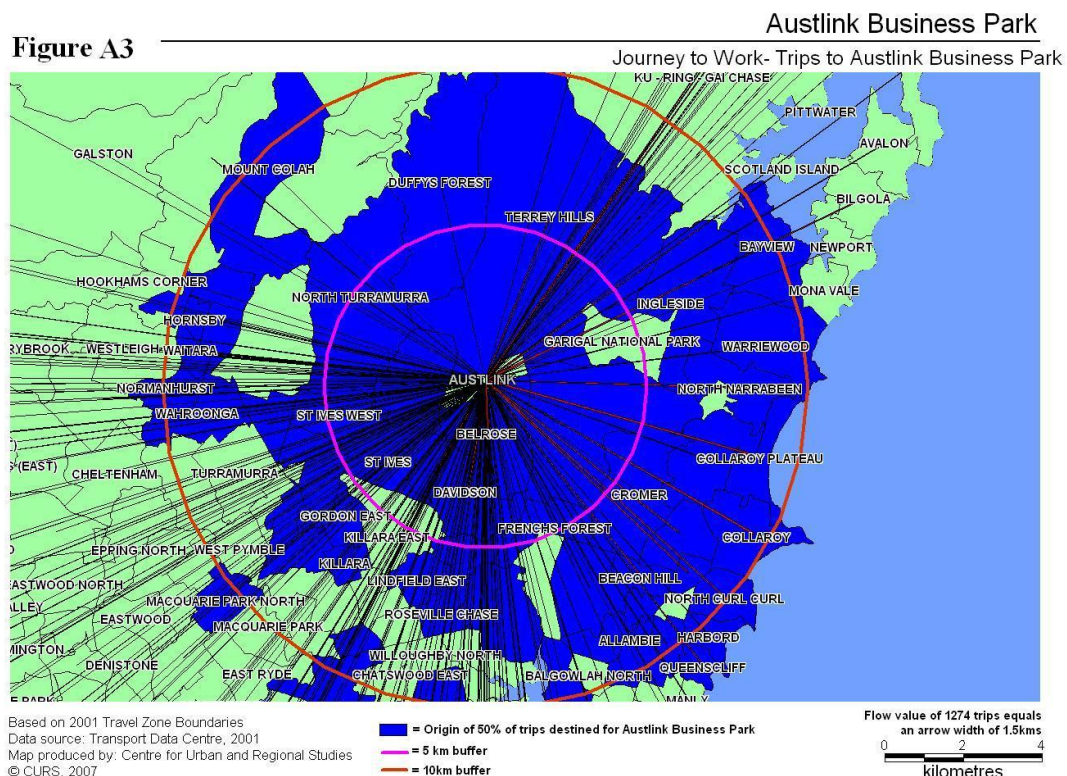 Austlink Business Park
Figure A3
Journey to Work- Trips to Austlink Business Park
KU - RING - GAI CHASE
PITTWATER
AVALON
GALSTON
MOUNT COLAH
SCOTLAND ISLAND
DUFFYS FOREST
BILGOLA
TERREY HILLS
BAYVIEW
NEWPORT
HOOKHAMS CORNER
MONA VALE
NORTH TURRAMURRA
INGLESIDE
HORNSBY
GARIGAL NATIONAL PARK
RYBROOK
WESTLEIGH
WAITARA
WARRIEWOOD
AUSTLINK
NORMANHURST
NORTH NARRABEEN
WAHROONGA
ST IVES WEST
BELROSE
S (EAST)
CHELTENHAM
TURRAMURRA
ST IVES
COLLAROY PLATEAU
DAVIDSON
CROMER
GORDON EAST
FRENCHS FOREST
KILLARA EAST
COLLAROY
EPPING NORTH
WEST PYMBLE
KILLARA
LINDFIELD EAST
BEACON HILL
EASTWOOD NORTH
ALLEY
MACQUARIE PARK NORTH
NORTH CURL CURL
EASTWOOD
ROSEVILLE CHASE
MACQUARIE PARK
ALLAMBIE
HARBORD
MINGTON
DENISTONE
WILLOUGHBY NORTH
QUEENSCLIFF
EAST RYDE
CHATSWOOD EAST
BALGOWLAH NORTH
E PARK
MANLY
Based on 2001 Travel Zone Boundaries
Data source: Transport Data Centre, 2001
Map produced by: Centre for Urban and Regional Studies
© CURS, 2007
= Origin of 50% of trips destined for Austlink Business Park
= 5 km buffer
= 10km buffer
Flow value of 1274 trips equals
an arrow width of 1.5kms
0 2 4
kilometres